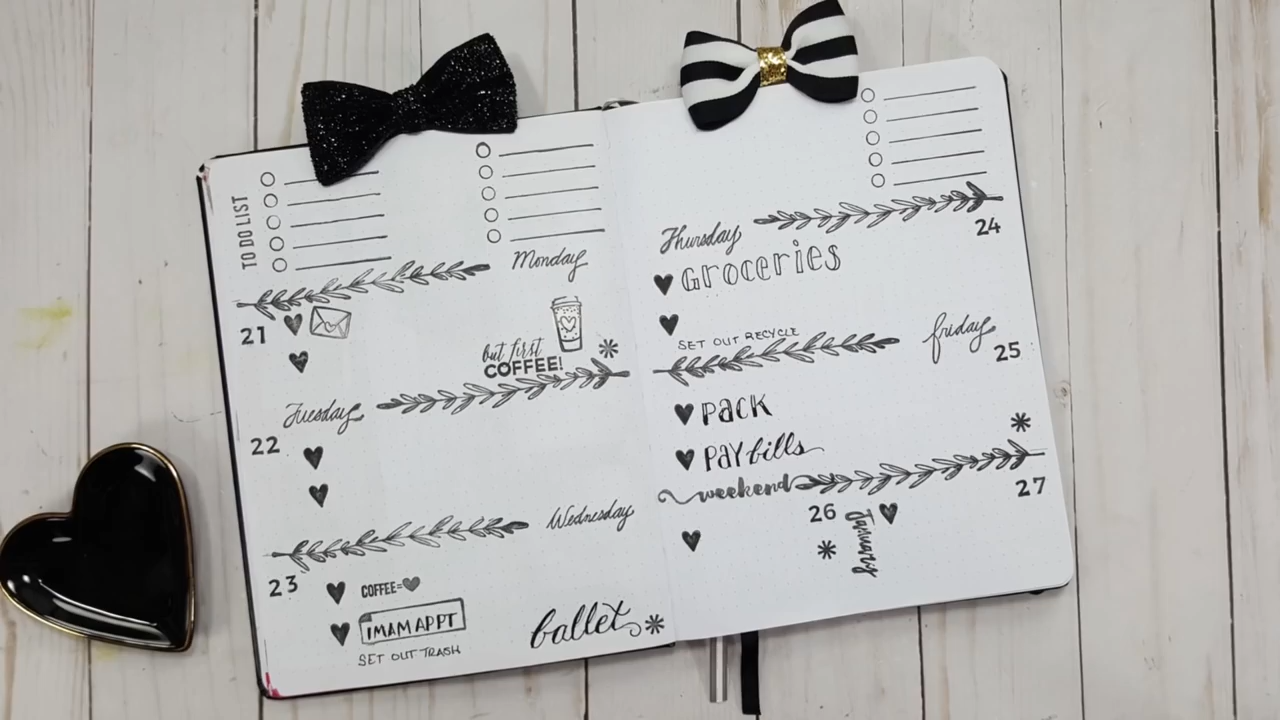 TO DO LIST
Monday
21
but first
COFFEE!
Tuesday
22
Wednesday
23
COFFEE=
IMAM APPT
SET OUT TRASH
ballet
Thursday
24
GROCERIES
SET OUT RECYCLE
friday
25
PACK
PAY bills
weekend
27
26
January